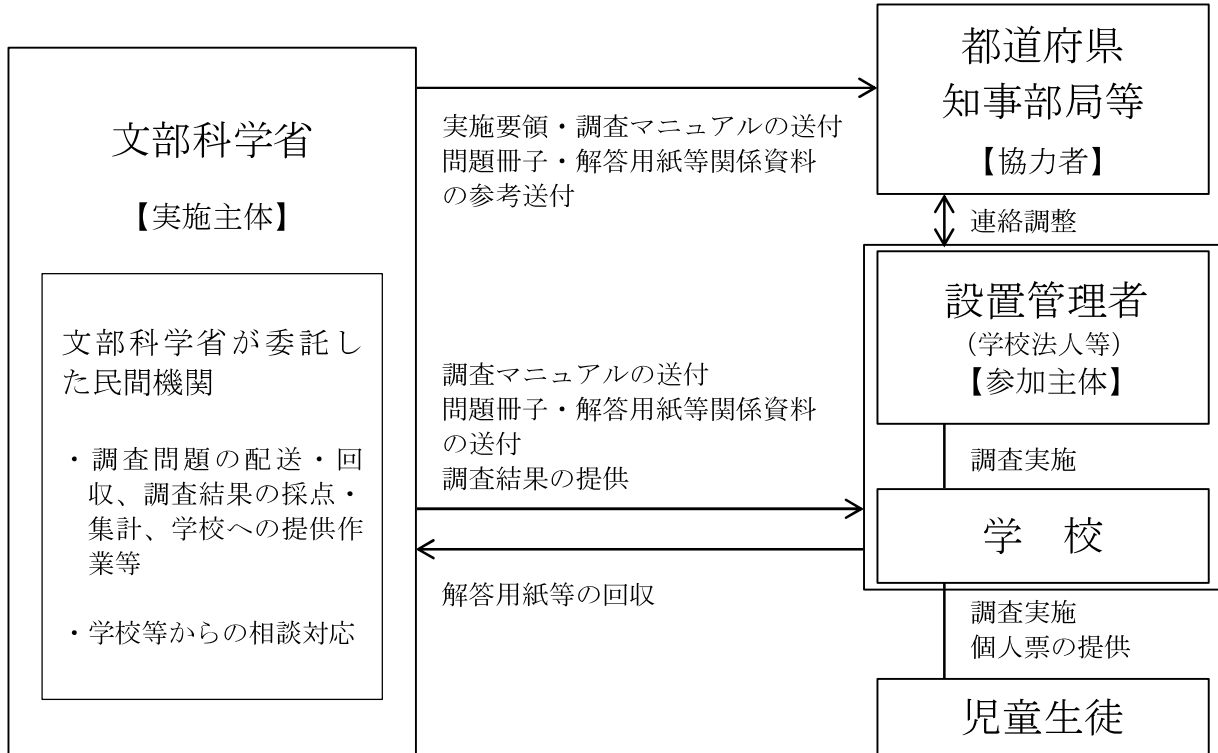 文部科学省
【実施主体】
文部科学省が委託し
た民間機関
・調査問題の配送・回
収、調査結果の採点・
集計、学校への提供作
業等
・学校等からの相談対応
実施要領・調査マニュアルの送付
問題冊子・解答用紙等関係資料
の参考送付
調査マニュアルの送付
問題冊子・解答用紙等関係資料
の送付
調査結果の提供
解答用紙等の回収
都道府県
知事部局等
【協力者】
連絡調整
設置管理者
(学校法人等)
【参加主体】
調査実施
学 校
調査実施
個人票の提供
児童生徒